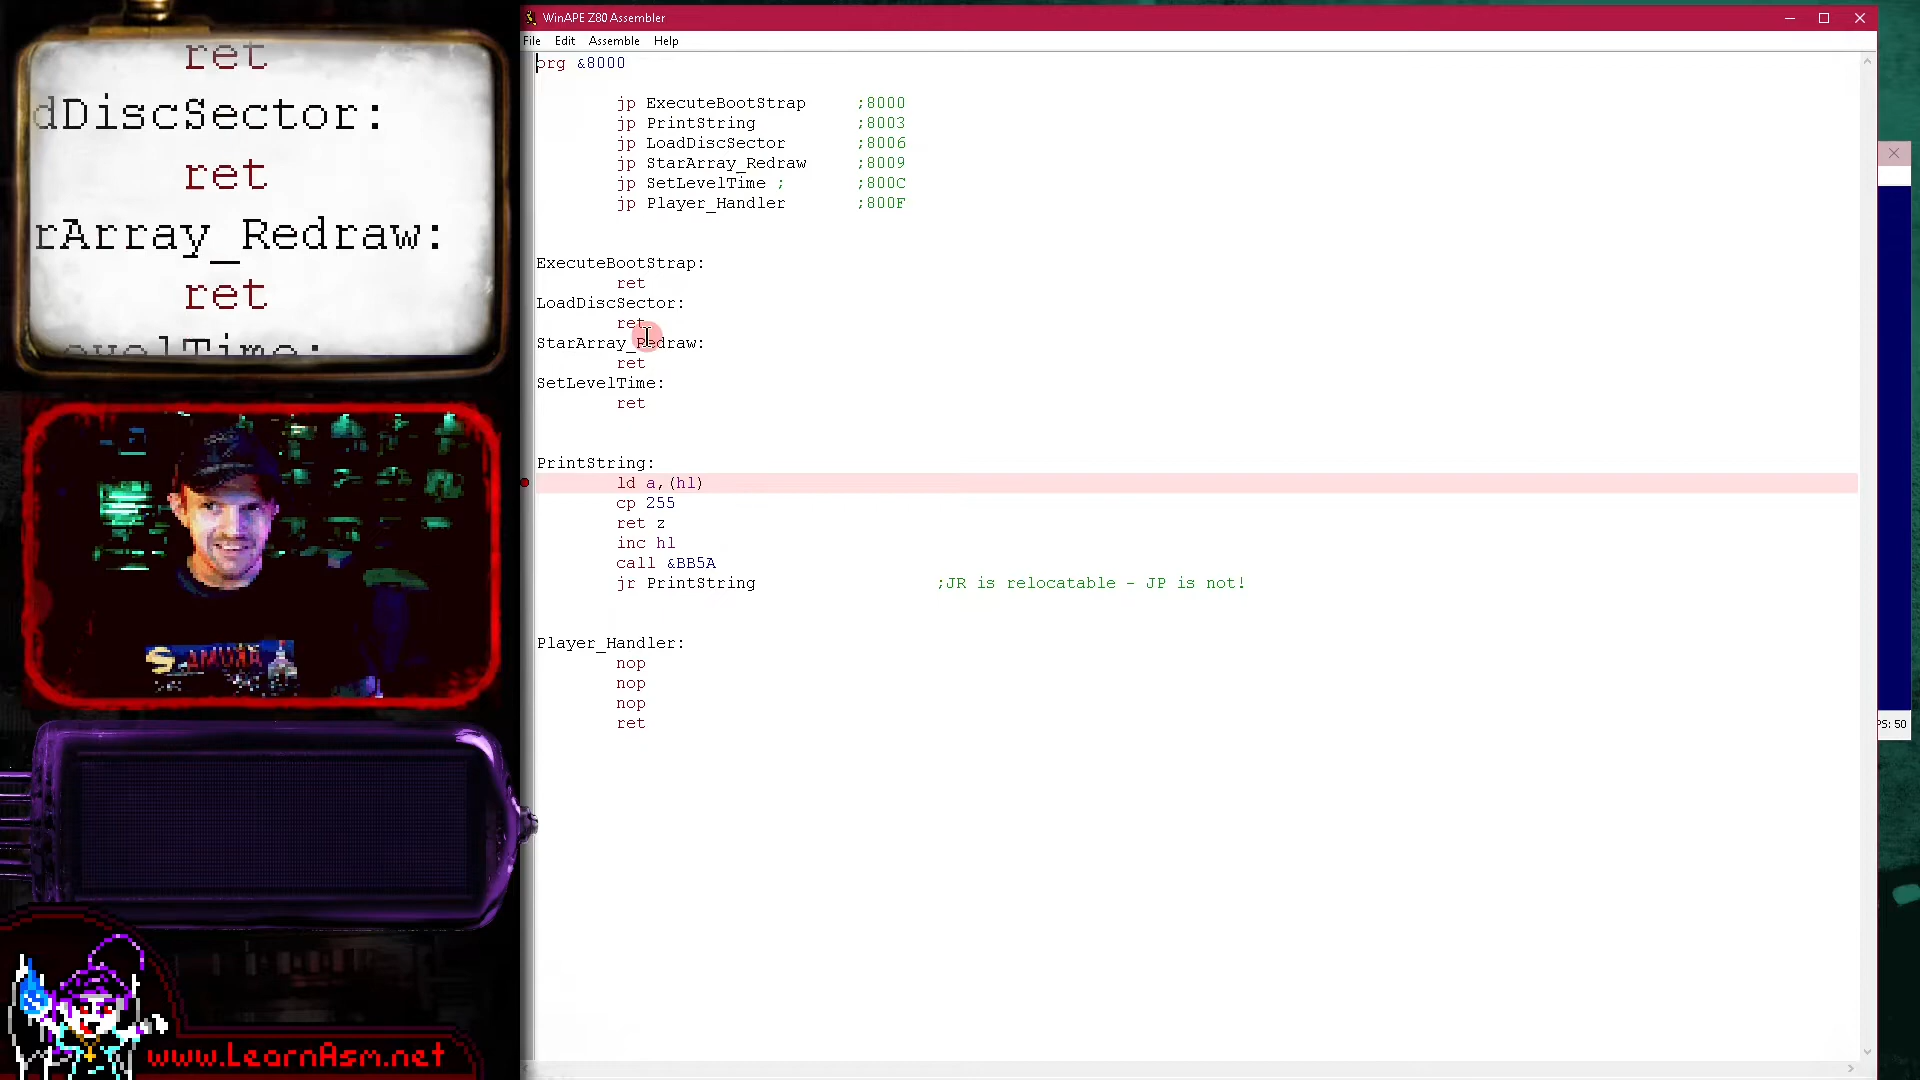 ret
dDiscSector:
ret
rArray_Redraw:
ret
evelTime:
WinAPE Z80 Assembler
File Edit Assemble Help
org &8000
jp ExecuteBootStrap ;8000
jp PrintString ;8003
jp LoadDiscSector ;8006
jp StarArray_Redraw ;8009
jp SetLevelTime ; ;800C
jp Player_Handler ;800F
ExecuteBootStrap:
ret
LoadDiscSector:
ret
StarArray_Redraw:
ret
SetLevelTime:
ret
PrintString:
ld a,(hl)
cp 255
ret z
inc hl
call &BB5A
jr PrintString ;JR is relocatable - JP is not!
Player_Handler:
nop
nop
nop
ret
PS: 50
www.LearnAsm.net